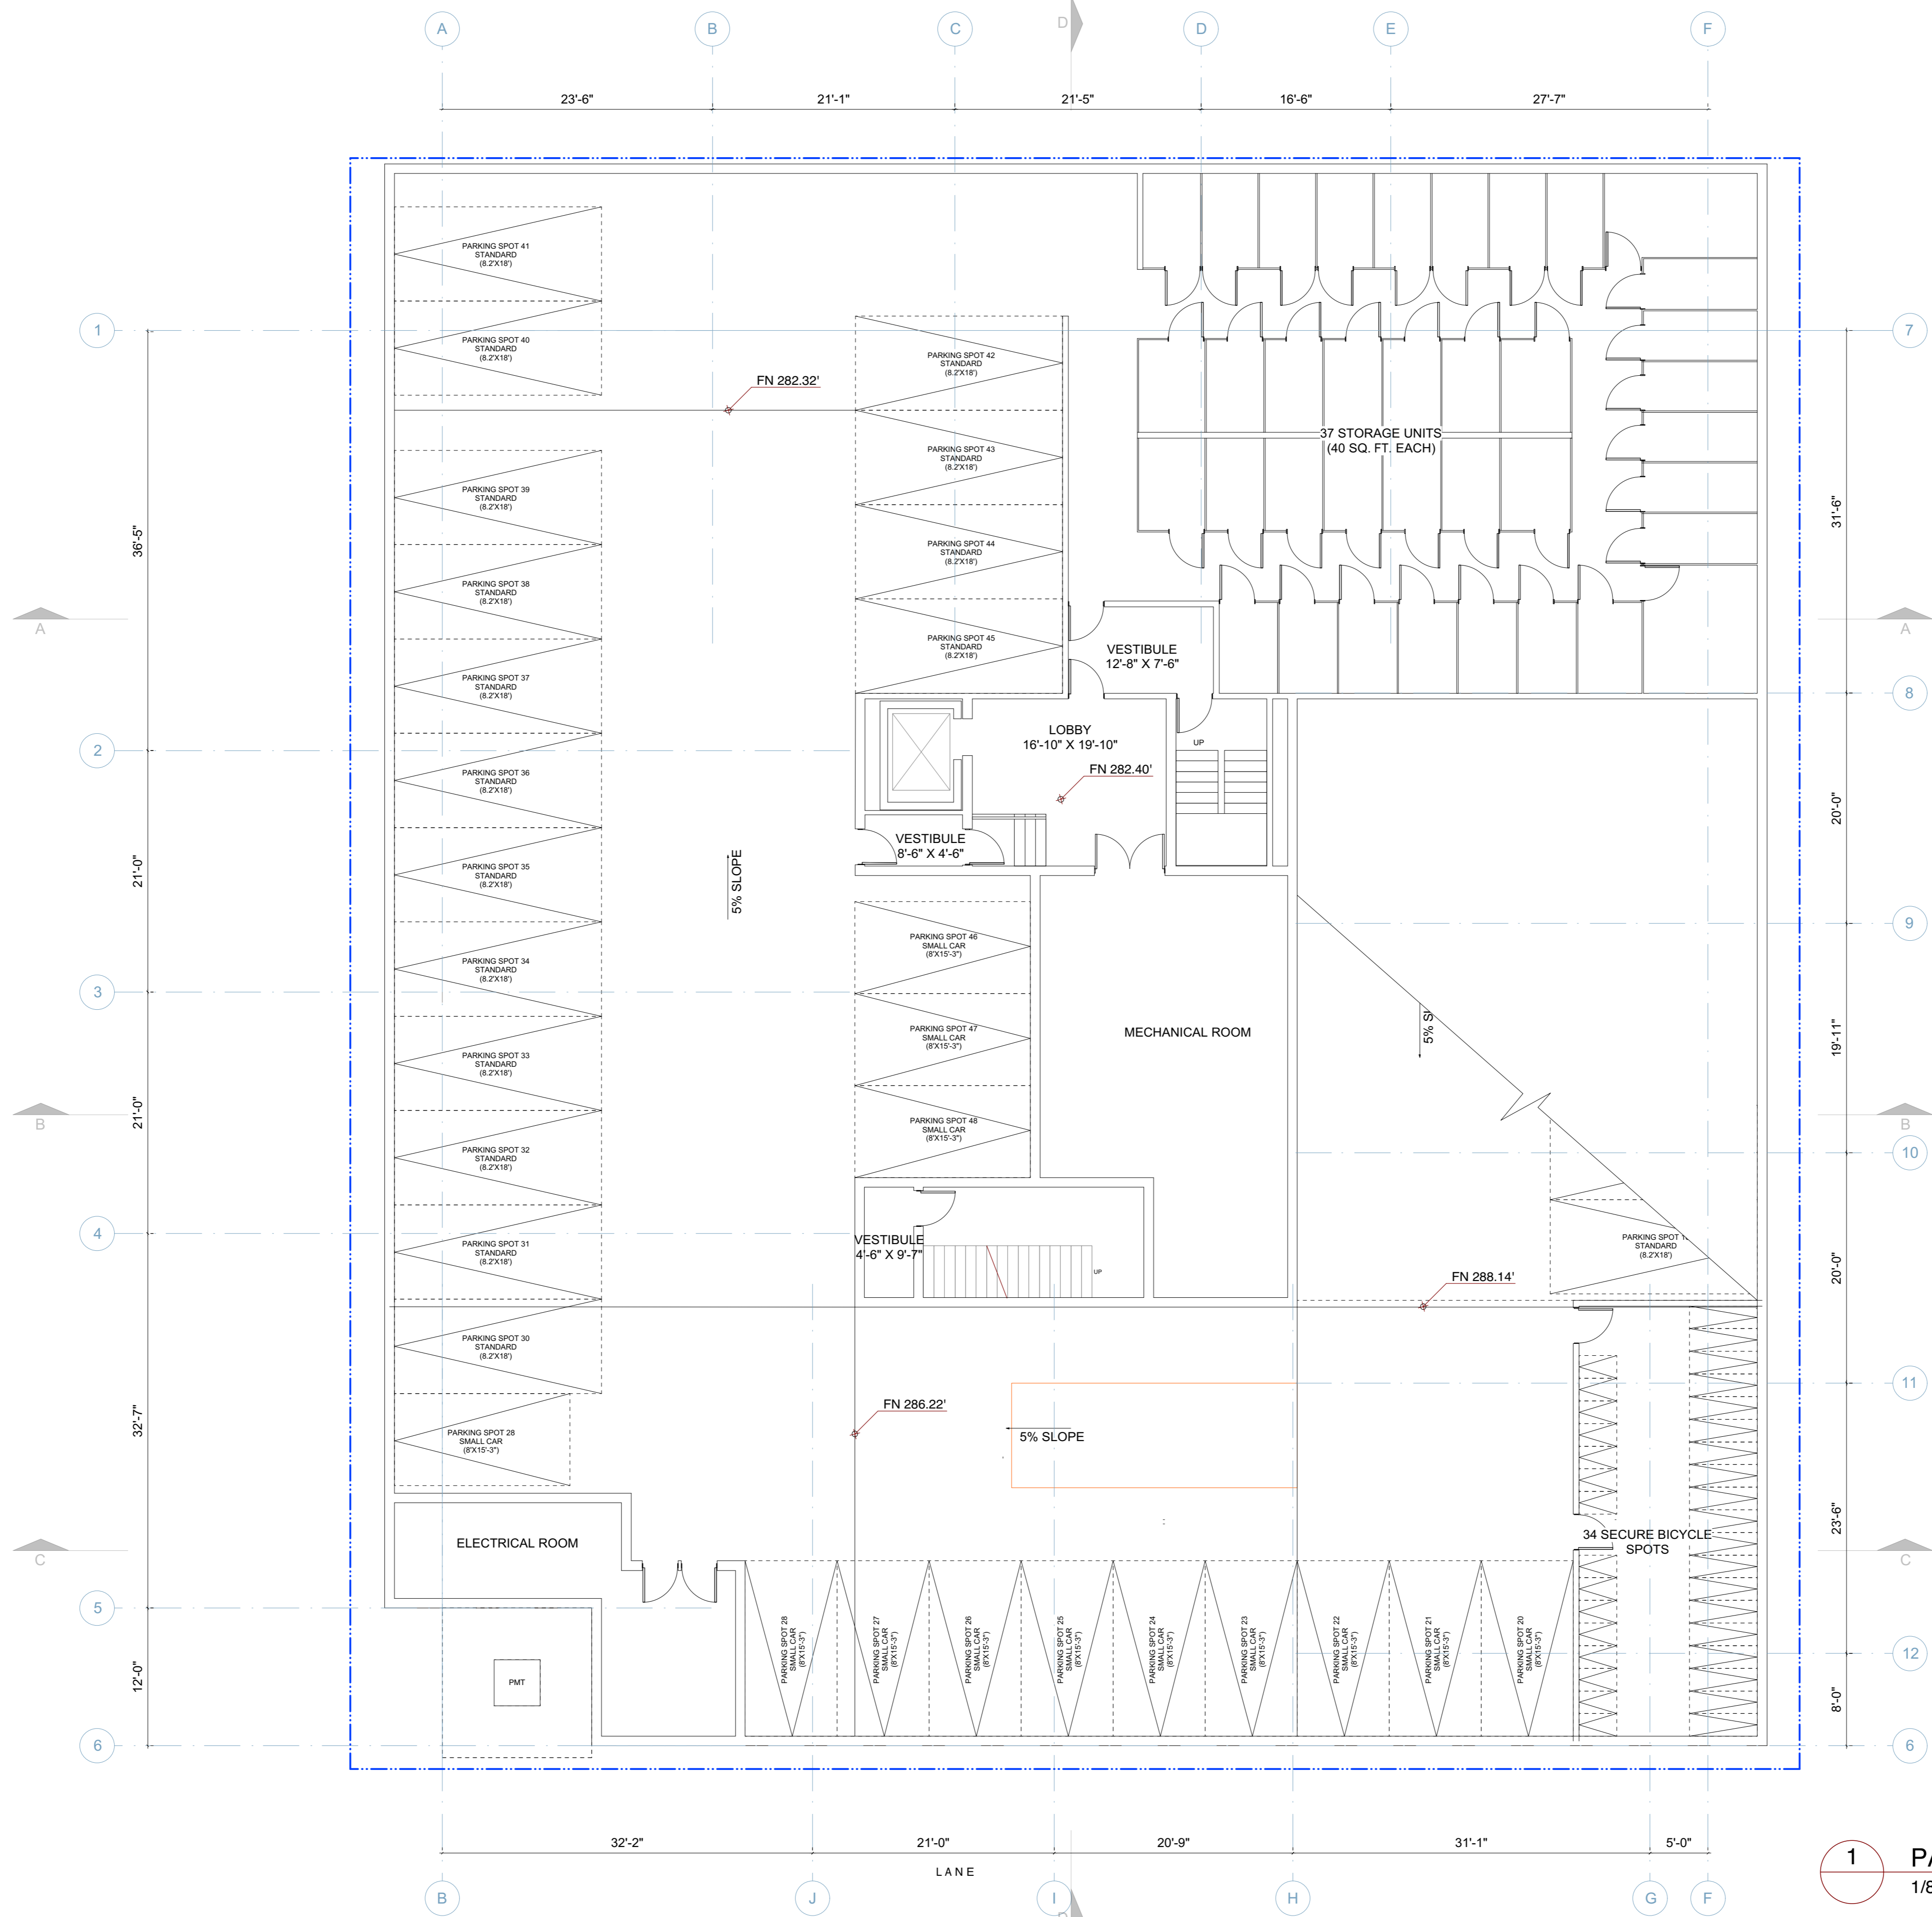 A
B
C
D
D
E
F
23'-6"
21'-1"
21'-5"
16'-6"
27'-7"
PARKING SPOT 41
STANDARD
(8.2'X18')
1
7
PARKING SPOT 40
STANDARD
(8.2'X18')
PARKING SPOT 42
STANDARD
(8.2'X18')
FN 282.32'
37 STORAGE UNITS
(40 SQ. FT. EACH)
PARKING SPOT 43
STANDARD
(8.2'X18')
PARKING SPOT 39
STANDARD
(8.2'X18')
36'-5"
31'-6"
PARKING SPOT 44
STANDARD
(8.2'X18')
PARKING SPOT 38
STANDARD
(8.2'X18')
A
A
PARKING SPOT 45
STANDARD
(8.2'X18')
VESTIBULE
12'-8" X 7'-6"
PARKING SPOT 37
STANDARD
(8.2'X18')
8
LOBBY
16'-10" X 19'-10"
UP
2
FN 282.40'
PARKING SPOT 36
STANDARD
(8.2'X18')
20'-0"
VESTIBULE
8'-6" X 4'-6"
21'-0"
PARKING SPOT 35
STANDARD
(8.2'X18')
5% SLOPE
9
PARKING SPOT 46
SMALL CAR
(8'X15'-3")
PARKING SPOT 34
STANDARD
(8.2'X18')
3
PARKING SPOT 47
SMALL CAR
(8'X15'-3")
MECHANICAL ROOM
5%
19'-11"
PARKING SPOT 33
STANDARD
(8.2'X18')
B
21'-0"
B
PARKING SPOT 48
SMALL CAR
(8'X15'-3")
PARKING SPOT 32
STANDARD
(8.2'X18')
10
4
VESTIBULE
4'-6" X 9'-7"
PARKING SPOT 31
STANDARD
(8.2'X18')
PARKING SPOT
STANDARD
(8.2'X18')
UP
20'-0"
FN 288.14'
PARKING SPOT 30
STANDARD
(8.2'X18')
11
32'-7"
FN 286.22'
5% SLOPE
PARKING SPOT 28
SMALL CAR
(8'X15'-3")
23'-6"
ELECTRICAL ROOM
34 SECURE BICYCLE
SPOTS
C
C
5
PARKING SPOT 28
SMALL CAR
(8'X15'-3")
PARKING SPOT 27
SMALL CAR
(8'X15'-3")
PARKING SPOT 26
SMALL CAR
(8'X15'-3")
PARKING SPOT 25
SMALL CAR
(8'X15'-3")
PARKING SPOT 24
SMALL CAR
(8'X15'-3")
PARKING SPOT 23
SMALL CAR
(8'X15'-3")
PARKING SPOT 22
SMALL CAR
(8'X15'-3")
PARKING SPOT 21
SMALL CAR
(8'X15'-3")
PARKING SPOT 20
SMALL CAR
(8'X15'-3")
12
PMT
12'-0"
8'-0"
6
6
32'-2"
21'-0"
20'-9"
31'-1"
5'-0"
LANE
1
PA
1/8
B
J
I
H
G
F